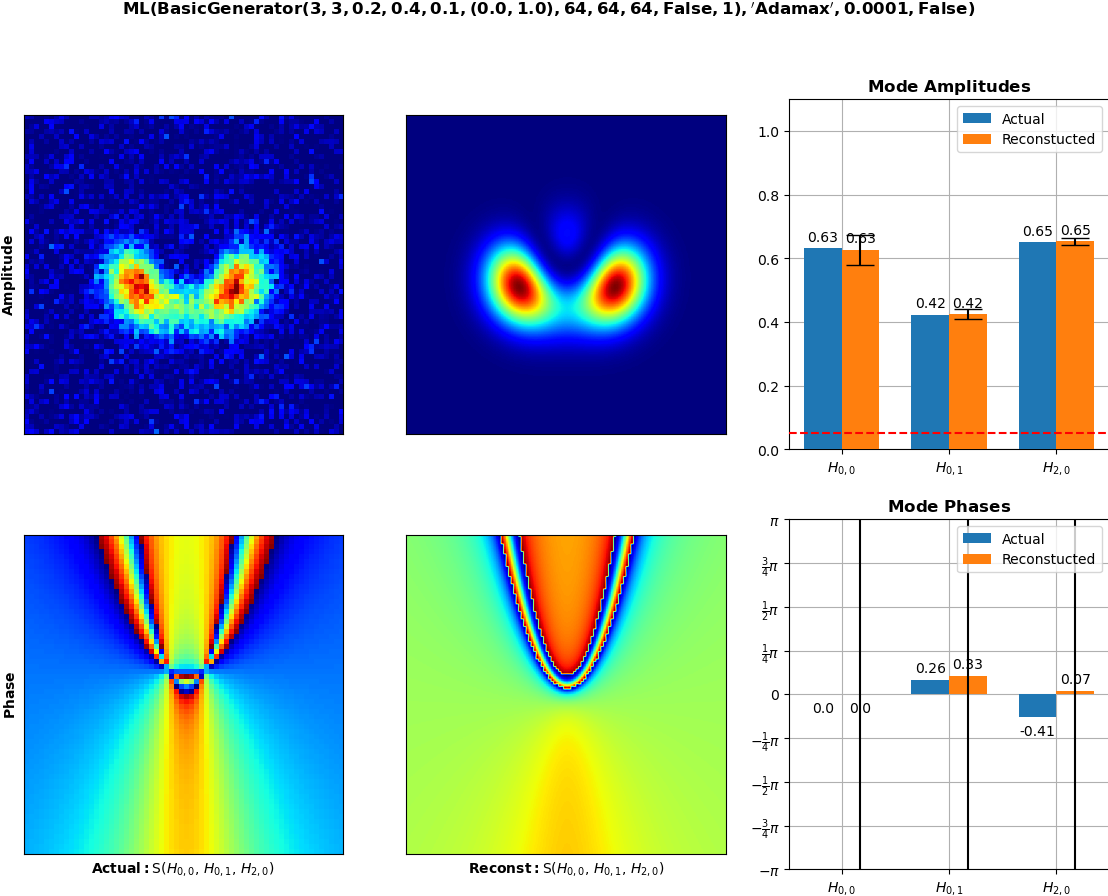 ML(BasicGenerator(3, 3, 0.2, 0.4, 0.1, (0.0, 1.0), 64, 64, 64, False, 1), 'Adamax', 0.0001, False)
Mode Amplitudes
Actual
Reconstucted
1.0
0.8
0.6
0.4
0.2
0.0
0.63 0.63
0.42 0.42
0.65 0.65
H0,0 H0,1 H2,0
Amplitude
Mode Phases
Actual
Reconstucted
π
3/4π
1/2π
1/4π
0
−1/4π
−1/2π
−3/4π
−π
0.0 0.0
0.26 0.33
-0.41 0.07
H0,0 H0,1 H2,0
Phase
Actual: S(H0,0, H0,1, H2,0)
Reconst: S(H0,0, H0,1, H2,0)